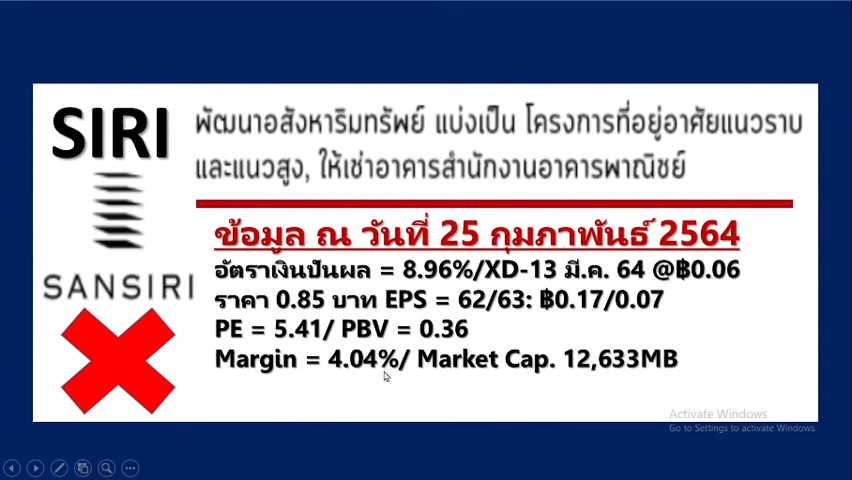 SIRI
พัฒนาอสังหาริมทรัพย์ แบ่งเป็น โครงการที่อยู่อาศัยแนวราบ
และแนวสูง, ให้เช่าอาคารสำนักงานอาคารพาณิชย์
SANSIRI
ข้อมูล ณ วันที่ 25 กุมภาพันธ์ 2564
อัตราเงินปันผล = 8.96%/XD-13 มี.ค. 64 @฿0.06
ราคา 0.85 บาท EPS = 62/63: ฿0.17/0.07
PE = 5.41/ PBV = 0.36
Margin = 4.04%/ Market Cap. 12,633MB
Activate Windows
Go to Settings to activate Windows.